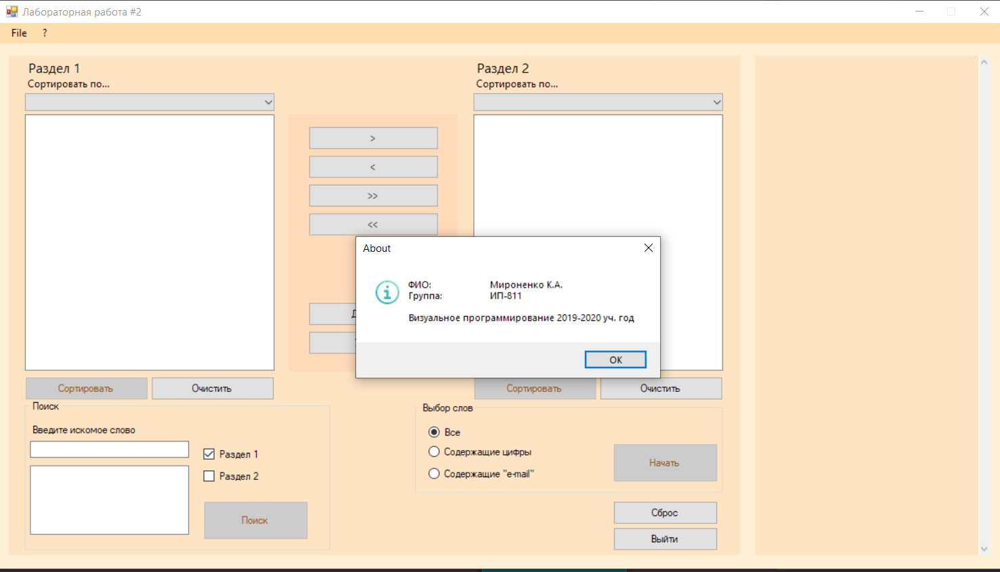 Лабораторная работа #2
File ?
Раздел 1
Сортировать по...
Раздел 2
Сортировать по...
>
<
>>
<<
About
ФИО: Мироненко К.А.
Группа: ИП-811
Визуальное программирование 2019-2020 уч. год
OK
Сортировать
Очистить
Сортировать
Очистить
Поиск
Введите искомое слово
Раздел 1
Раздел 2
Поиск
Выбор слов
Все
Содержащие цифры
Содержащие "e-mail"
Начать
Сброс
Выйти